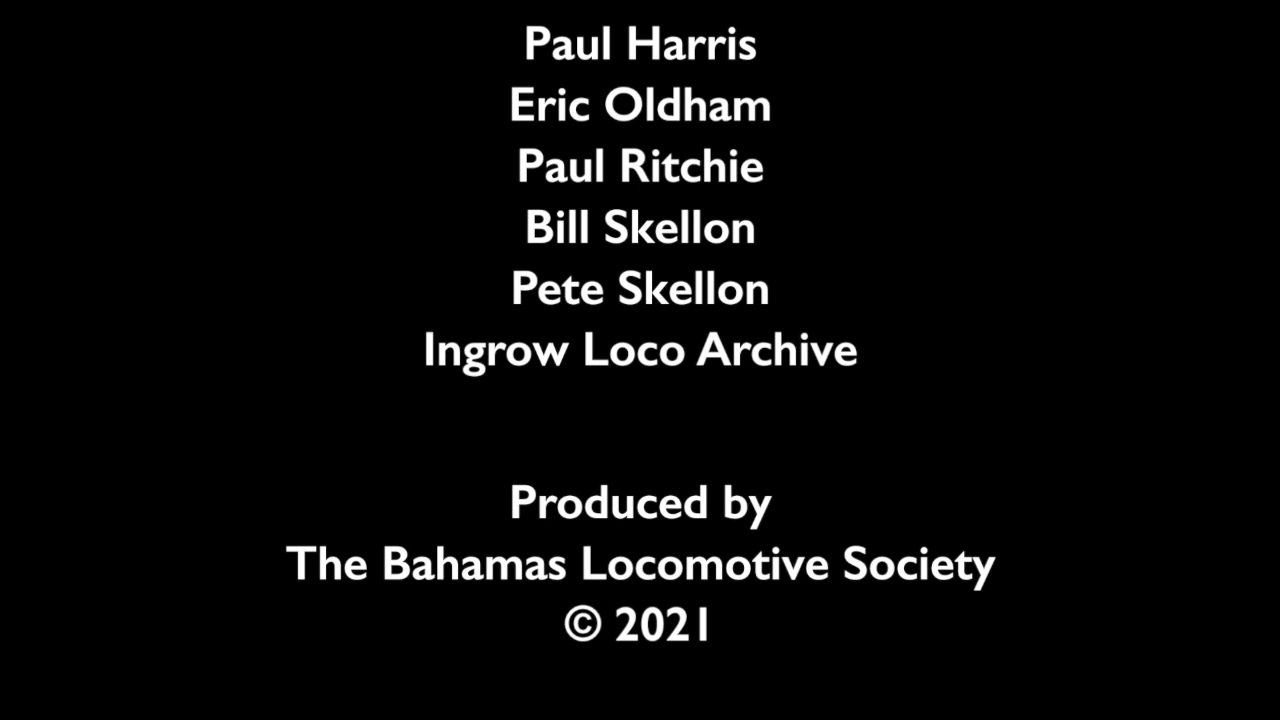 Paul Harris
Eric Oldham
Paul Ritchie
Bill Skellon
Pete Skellon
Ingrow Loco Archive
Produced by
The Bahamas Locomotive Society
© 2021